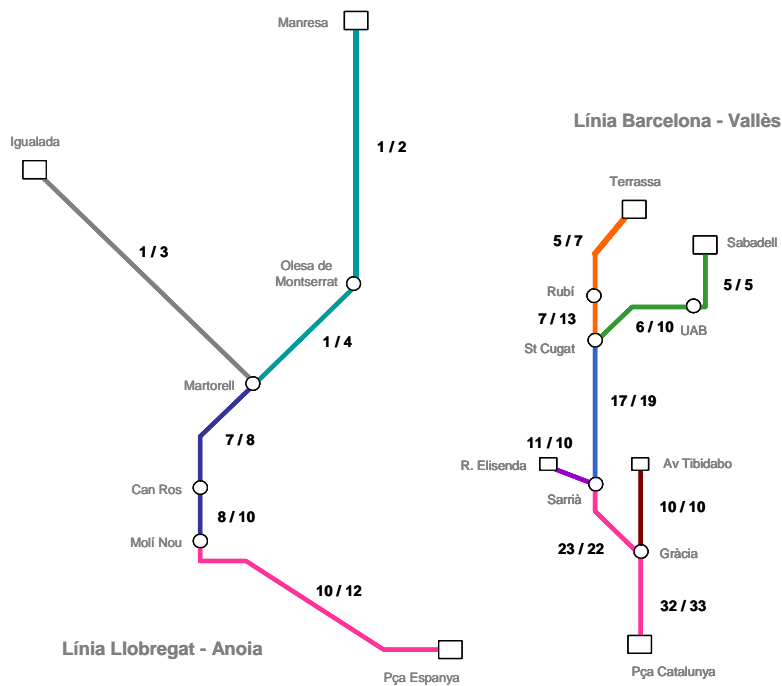 Manresa
Línia Barcelona - Vallès
Igualada
1 / 2
Terrassa
5 / 7
Sabadell
1 / 3
Olesa de
Montserrat
Rubí
5 / 5
7 / 13
6 / 10
UAB
1 / 4
St Cugat
Martorell
17 / 19
7 / 8
11 / 10
R. Elisenda
Av Tibidabo
Can Ros
Sarrià
10 / 10
8 / 10
Molí Nou
23 / 22
Gràcia
10 / 12
32 / 33
Línia Llobregat - Anoia
Pça Espanya
Pça Catalunya